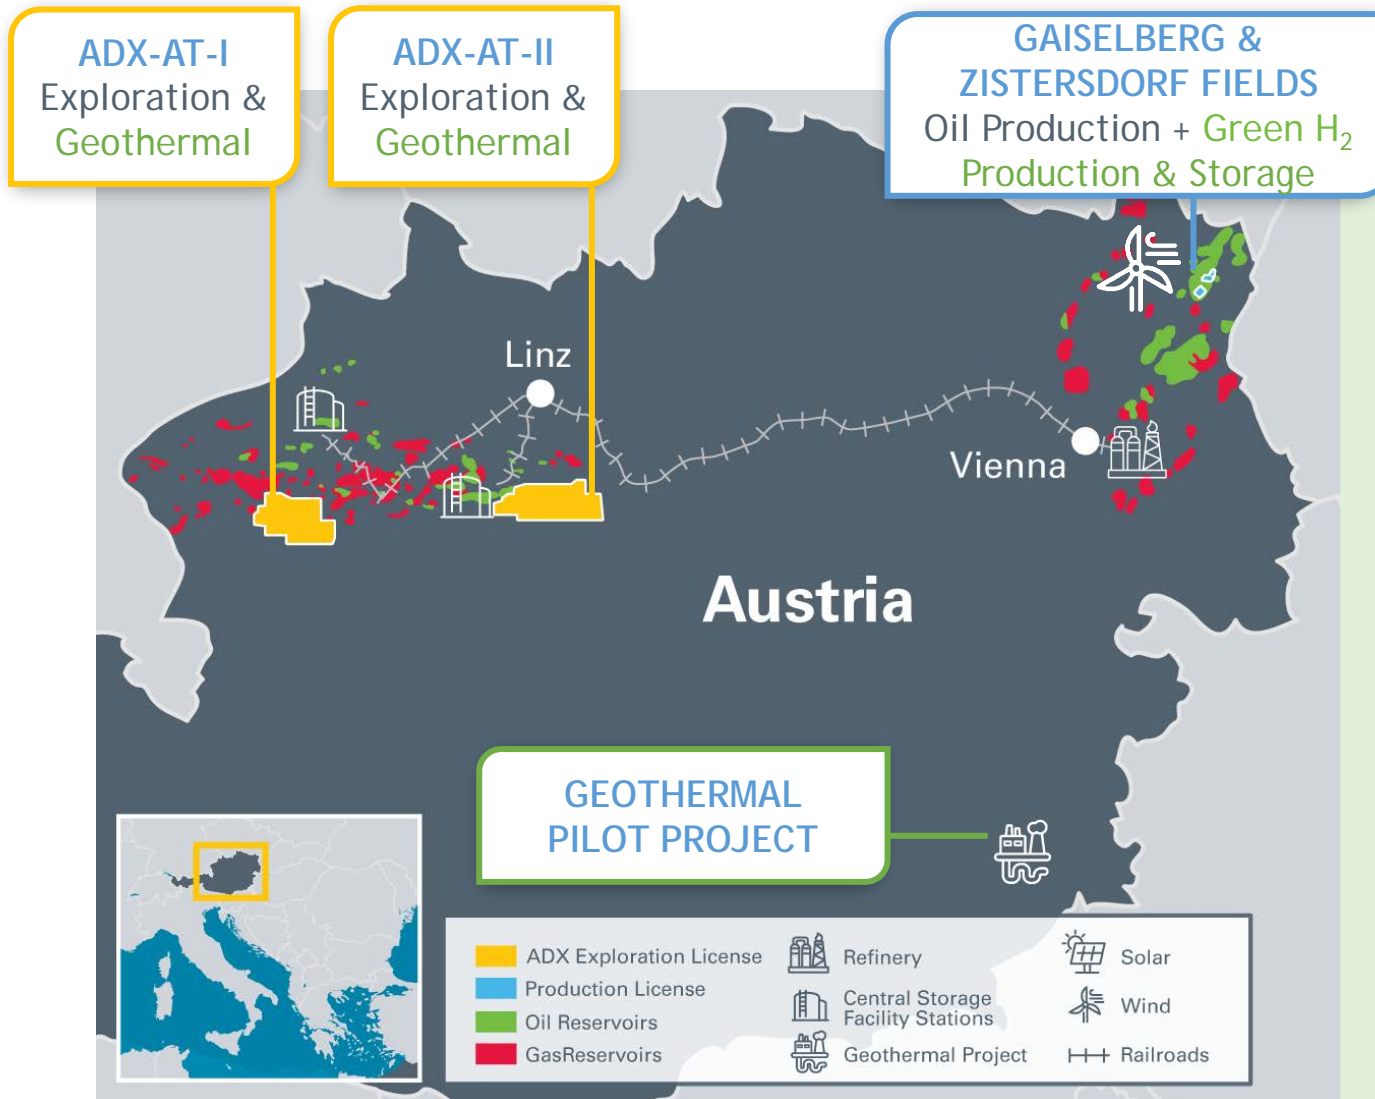 ADX-AT-I
Exploration &
Geothermal
ADX-AT-II
Exploration &
Geothermal
GAISELBERG &
ZISTERSDORF FIELDS
Oil Production + Green H₂
Production & Storage
Linz
Vienna
Austria
GEOTHERMAL
PILOT PROJECT
ADX Exploration License
Production License
Oil Reservoirs
GasReservoirs
Refinery
Central Storage
Facility Stations
Geothermal Project
Solar
Wind
Railroads